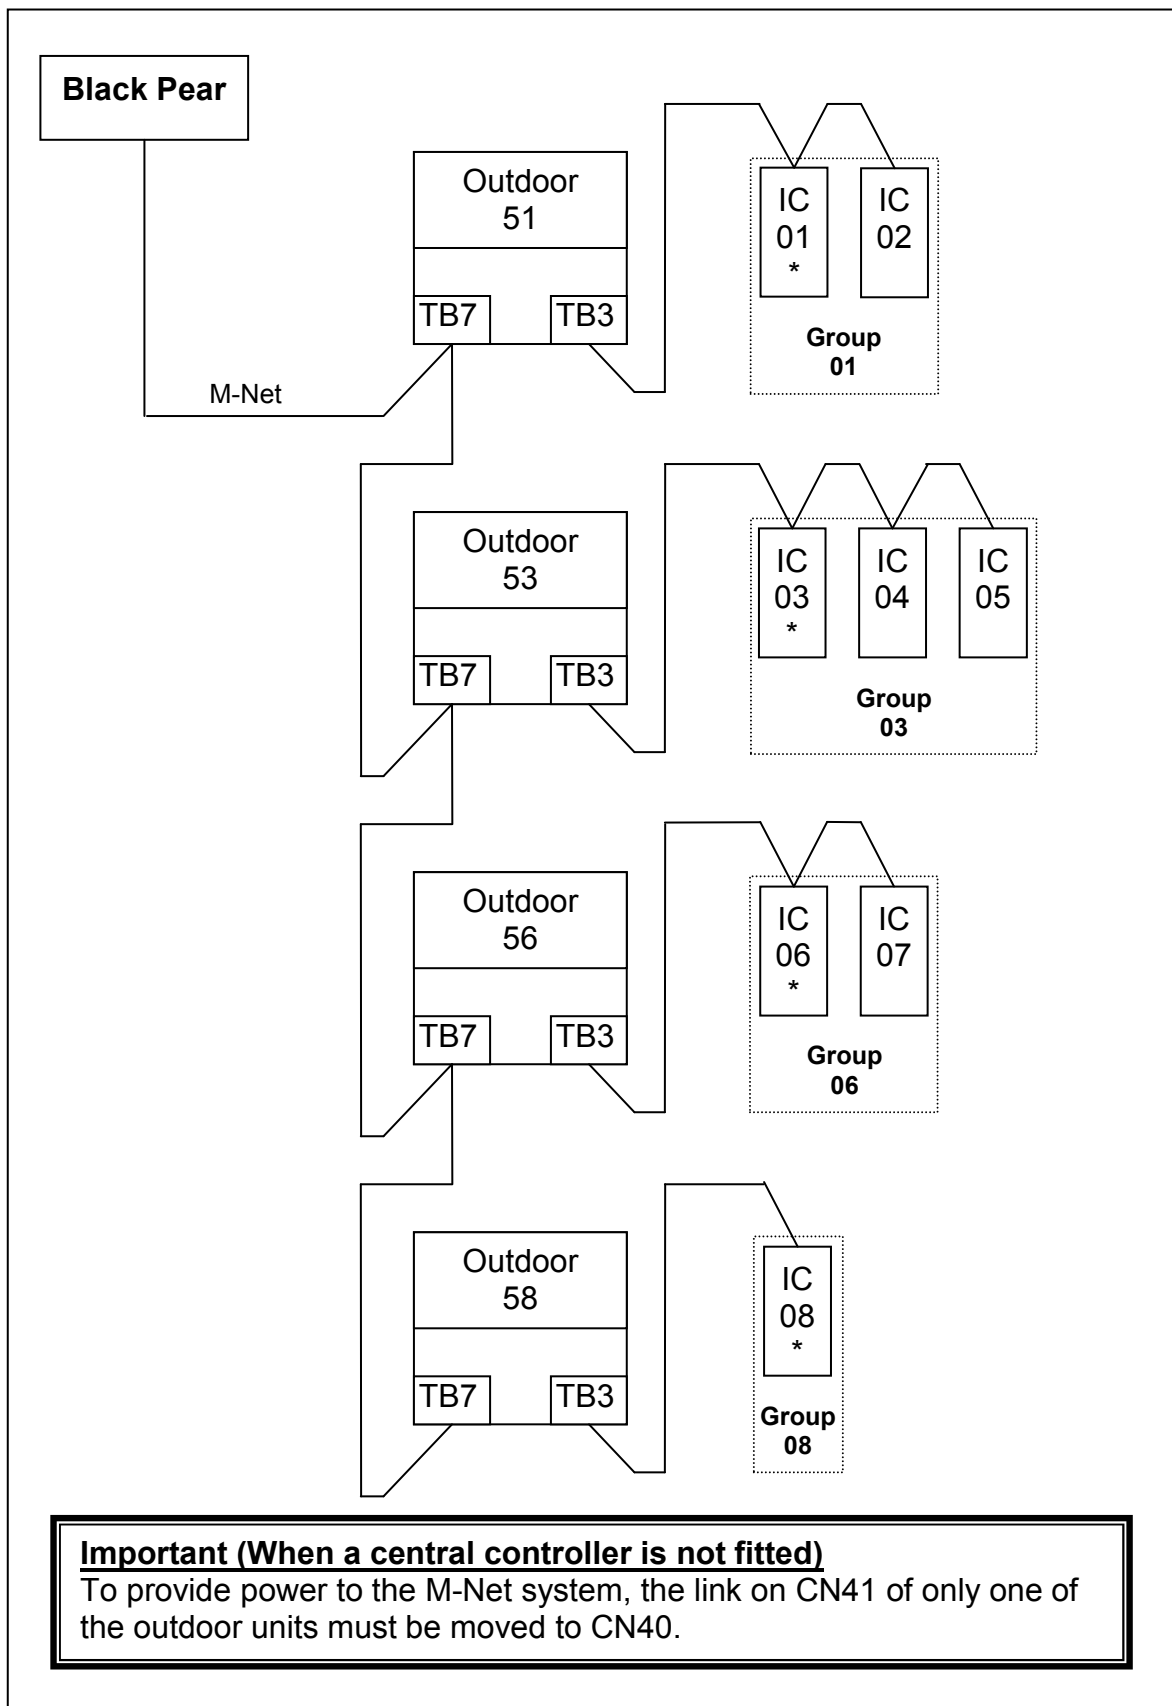 Black Pear
M-Net
Outdoor
51
TB7 TB3
IC
01
*
IC
02
Group
01
Outdoor
53
TB7 TB3
IC
03
*
IC
04
IC
05
Group
03
Outdoor
56
TB7 TB3
IC
06
*
IC
07
Group
06
Outdoor
58
TB7 TB3
IC
08
*
Group
08
Important (When a central controller is not fitted)
To provide power to the M-Net system, the link on CN41 of only one of
the outdoor units must be moved to CN40.